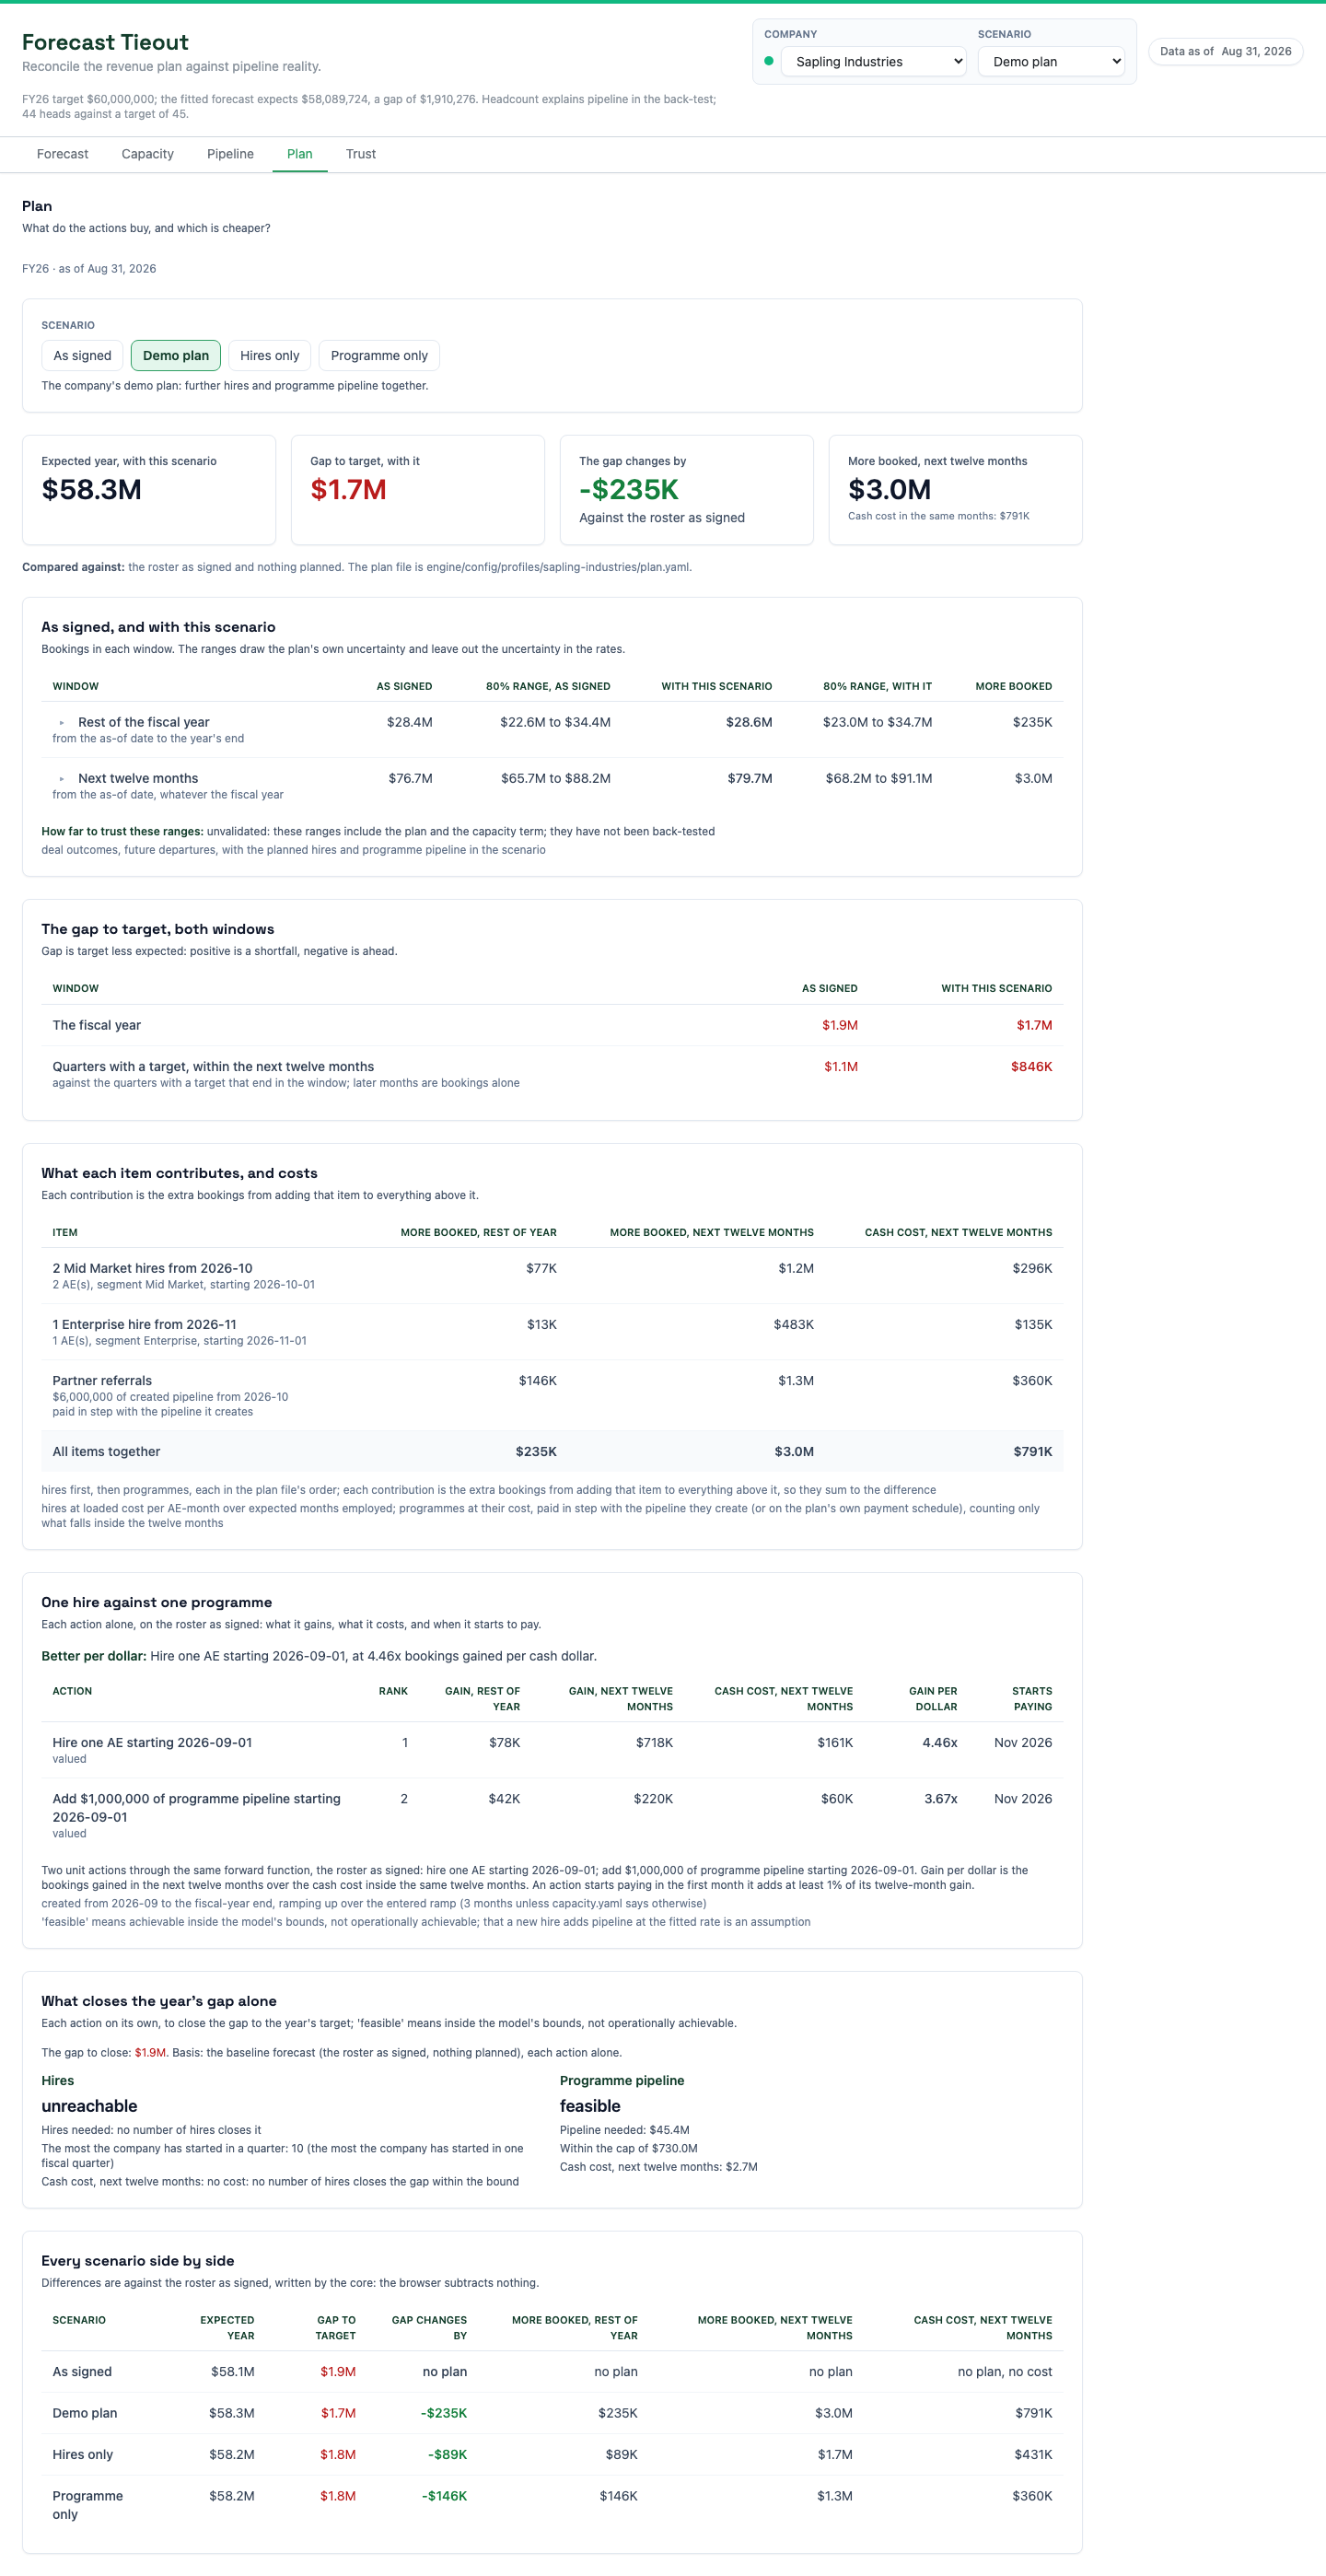 Forecast Tieout
Reconcile the revenue plan against pipeline reality.
FY26 target $60,000,000; the fitted forecast expects $58,089,724, a gap of $1,910,276. Headcount explains pipeline in the back-test;
44 heads against a target of 45.
COMPANY
Sapling Industries
SCENARIO
Demo plan
Data as of Aug 31, 2026
Forecast
Capacity
Pipeline
Plan
Trust
Plan
What do the actions buy, and which is cheaper?
FY26 · as of Aug 31, 2026
SCENARIO
As signed
Demo plan
Hires only
Programme only
The company's demo plan: further hires and programme pipeline together.
Expected year, with this scenario
$58.3M
Gap to target, with it
$1.7M
The gap changes by
-$235K
Against the roster as signed
More booked, next twelve months
$3.0M
Cash cost in the same months: $791K
Compared against: the roster as signed and nothing planned. The plan file is engine/config/profiles/sapling-industries/plan.yaml.
As signed, and with this scenario
Bookings in each window. The ranges draw the plan's own uncertainty and leave out the uncertainty in the rates.
WINDOW AS SIGNED 80% RANGE, AS SIGNED WITH THIS SCENARIO 80% RANGE, WITH IT MORE BOOKED
▸ Rest of the fiscal year $28.4M $22.6M to $34.4M $28.6M $23.0M to $34.7M $235K
from the as-of date to the year's end
▸ Next twelve months $76.7M $65.7M to $88.2M $79.7M $68.2M to $91.1M $3.0M
from the as-of date, whatever the fiscal year
How far to trust these ranges: unvalidated: these ranges include the plan and the capacity term; they have not been back-tested
deal outcomes, future departures, with the planned hires and programme pipeline in the scenario
The gap to target, both windows
Gap is target less expected: positive is a shortfall, negative is ahead.
WINDOW AS SIGNED WITH THIS SCENARIO
The fiscal year $1.9M $1.7M
Quarters with a target, within the next twelve months $1.1M $846K
against the quarters with a target that end in the window; later months are bookings alone
What each item contributes, and costs
Each contribution is the extra bookings from adding that item to everything above it.
ITEM MORE BOOKED, REST OF YEAR MORE BOOKED, NEXT TWELVE MONTHS CASH COST, NEXT TWELVE MONTHS
2 Mid Market hires from 2026-10 $77K $1.2M $296K
2 AE(s), segment Mid Market, starting 2026-10-01
1 Enterprise hire from 2026-11 $13K $483K $135K
1 AE(s), segment Enterprise, starting 2026-11-01
Partner referrals $146K $1.3M $360K
$6,000,000 of created pipeline from 2026-10
paid in step with the pipeline it creates
All items together $235K $3.0M $791K
hires first, then programmes, each in the plan file's order; each contribution is the extra bookings from adding that item to everything above it, so they sum to the difference
hires at loaded cost per AE-month over expected months employed; programmes at their cost, paid in step with the pipeline they create (or on the plan's own payment schedule), counting only
what falls inside the twelve months
One hire against one programme
Each action alone, on the roster as signed: what it gains, what it costs, and when it starts to pay.
Better per dollar: Hire one AE starting 2026-09-01, at 4.46x bookings gained per cash dollar.
ACTION RANK GAIN, REST OF YEAR GAIN, NEXT TWELVE MONTHS CASH COST, NEXT TWELVE MONTHS GAIN PER DOLLAR STARTS PAYING
Hire one AE starting 2026-09-01 1 $78K $718K $161K 4.46x Nov 2026
valued
Add $1,000,000 of programme pipeline starting 2 $42K $220K $60K 3.67x Nov 2026
2026-09-01
valued
Two unit actions through the same forward function, the roster as signed: hire one AE starting 2026-09-01; add $1,000,000 of programme pipeline starting 2026-09-01. Gain per dollar is the
bookings gained in the next twelve months over the cash cost inside the same twelve months. An action starts paying in the first month it adds at least 1% of its twelve-month gain.
created from 2026-09 to the fiscal-year end, ramping up over the entered ramp (3 months unless capacity.yaml says otherwise)
'feasible' means achievable inside the model's bounds, not operationally achievable; that a new hire adds pipeline at the fitted rate is an assumption
What closes the year's gap alone
Each action on its own, to close the gap to the year's target; 'feasible' means inside the model's bounds, not operationally achievable.
The gap to close: $1.9M. Basis: the baseline forecast (the roster as signed, nothing planned), each action alone.
Hires
unreachable
Hires needed: no number of hires closes it
The most the company has started in a quarter: 10 (the most the company has started in one
fiscal quarter)
Cash cost, next twelve months: no cost: no number of hires closes the gap within the bound
Programme pipeline
feasible
Pipeline needed: $45.4M
Within the cap of $730.0M
Cash cost, next twelve months: $2.7M
Every scenario side by side
Differences are against the roster as signed, written by the core: the browser subtracts nothing.
SCENARIO EXPECTED YEAR GAP TO TARGET GAP CHANGES BY MORE BOOKED, REST OF YEAR MORE BOOKED, NEXT TWELVE MONTHS CASH COST, NEXT TWELVE MONTHS
As signed $58.1M $1.9M no plan no plan no plan no plan, no cost
Demo plan $58.3M $1.7M -$235K $235K $3.0M $791K
Hires only $58.2M $1.8M -$89K $89K $1.7M $431K
Programme only $58.2M $1.8M -$146K $146K $1.3M $360K